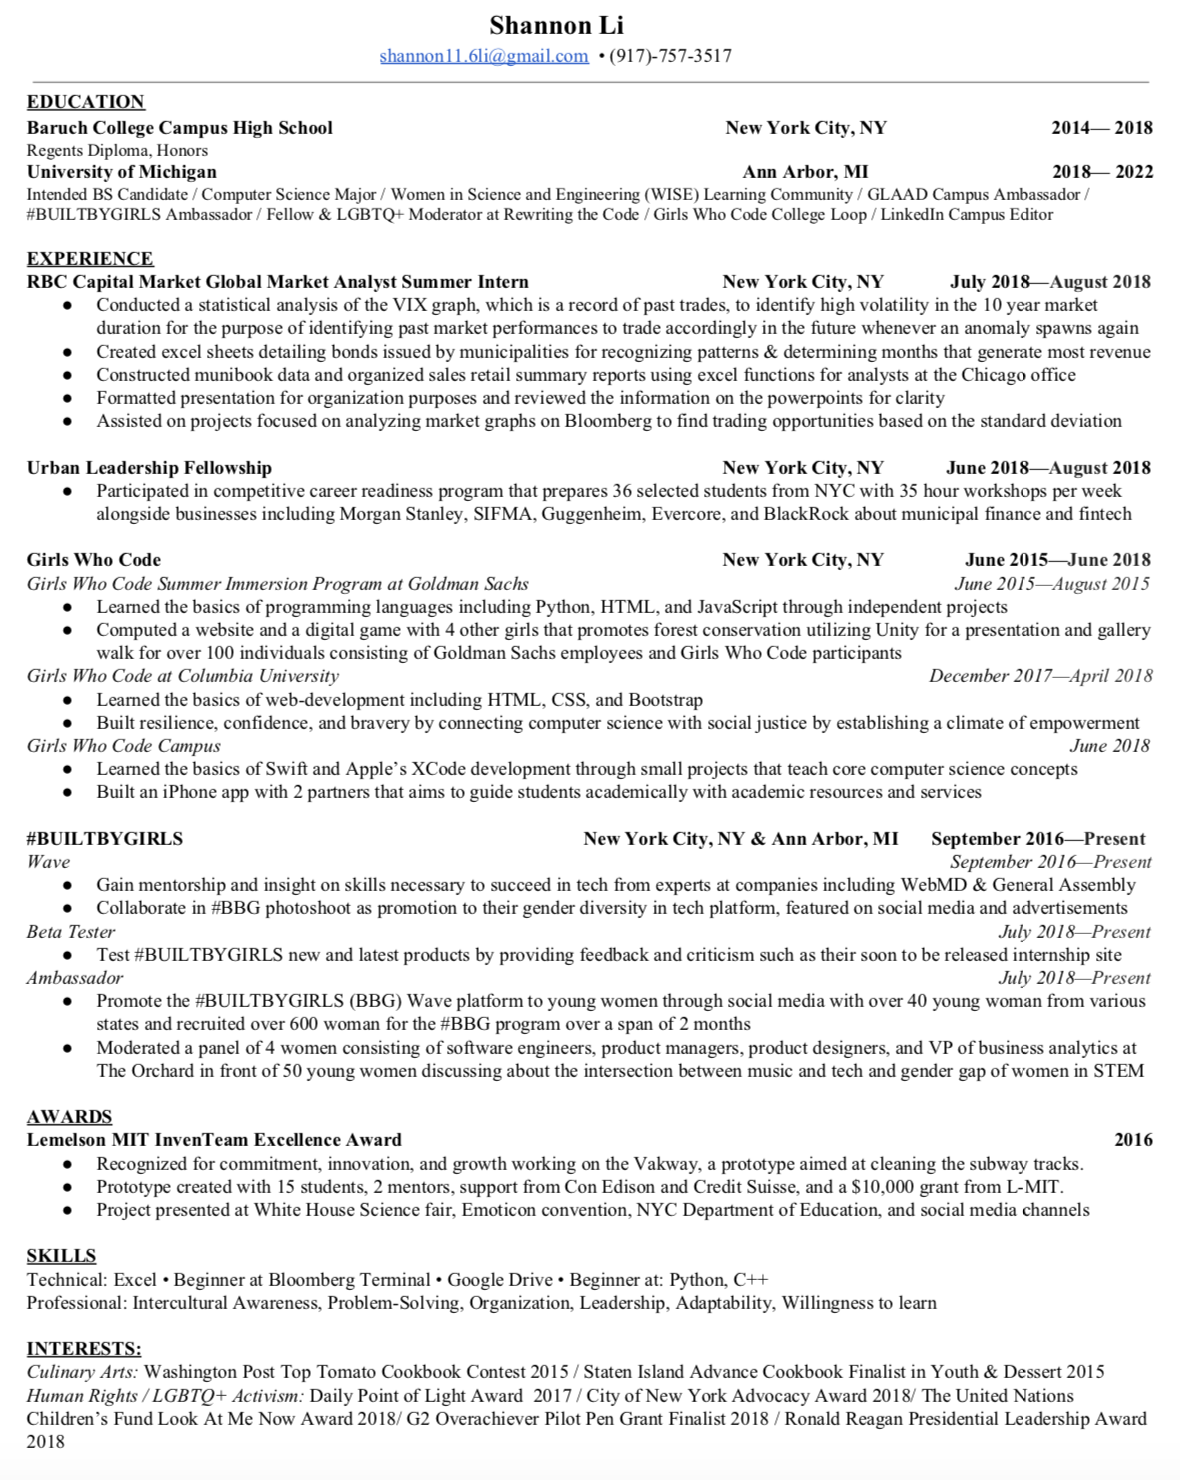 Shannon Li
shannon11.6li@gmail.com • (917)-757-3517
EDUCATION
Baruch College Campus High School New York City, NY 2014— 2018
Regents Diploma, Honors
University of Michigan Ann Arbor, MI 2018— 2022
Intended BS Candidate / Computer Science Major / Women in Science and Engineering (WISE) Learning Community / GLAAD Campus Ambassador /
#BUILTBYGIRLS Ambassador / Fellow & LGBTQ+ Moderator at Rewriting the Code / Girls Who Code College Loop / LinkedIn Campus Editor
EXPERIENCE
RBC Capital Market Global Market Analyst Summer Intern New York City, NY July 2018—August 2018
● Conducted a statistical analysis of the VIX graph, which is a record of past trades, to identify high volatility in the 10 year market
duration for the purpose of identifying past market performances to trade accordingly in the future whenever an anomaly spawns again
● Created excel sheets detailing bonds issued by municipalities for recognizing patterns & determining months that generate most revenue
● Constructed munibook data and organized sales retail summary reports using excel functions for analysts at the Chicago office
● Formatted presentation for organization purposes and reviewed the information on the powerpoints for clarity
● Assisted on projects focused on analyzing market graphs on Bloomberg to find trading opportunities based on the standard deviation
Urban Leadership Fellowship New York City, NY June 2018—August 2018
● Participated in competitive career readiness program that prepares 36 selected students from NYC with 35 hour workshops per week
alongside businesses including Morgan Stanley, SIFMA, Guggenheim, Evercore, and BlackRock about municipal finance and fintech
Girls Who Code New York City, NY June 2015—June 2018
Girls Who Code Summer Immersion Program at Goldman Sachs June 2015—August 2015
● Learned the basics of programming languages including Python, HTML, and JavaScript through independent projects
● Computed a website and a digital game with 4 other girls that promotes forest conservation utilizing Unity for a presentation and gallery
walk for over 100 individuals consisting of Goldman Sachs employees and Girls Who Code participants
Girls Who Code at Columbia University December 2017—April 2018
● Learned the basics of web-development including HTML, CSS, and Bootstrap
● Built resilience, confidence, and bravery by connecting computer science with social justice by establishing a climate of empowerment
Girls Who Code Campus June 2018
● Learned the basics of Swift and Apple's XCode development through small projects that teach core computer science concepts
● Built an iPhone app with 2 partners that aims to guide students academically with academic resources and services
#BUILTBYGIRLS New York City, NY & Ann Arbor, MI September 2016—Present
Wave September 2016—Present
● Gain mentorship and insight on skills necessary to succeed in tech from experts at companies including WebMD & General Assembly
● Collaborate in #BBG photoshoot as promotion to their gender diversity in tech platform, featured on social media and advertisements
Beta Tester July 2018—Present
● Test #BUILTBYGIRLS new and latest products by providing feedback and criticism such as their soon to be released internship site
Ambassador July 2018—Present
● Promote the #BUILTBYGIRLS (BBG) Wave platform to young women through social media with over 40 young woman from various
states and recruited over 600 woman for the #BBG program over a span of 2 months
● Moderated a panel of 4 women consisting of software engineers, product managers, product designers, and VP of business analytics at
The Orchard in front of 50 young women discussing about the intersection between music and tech and gender gap of women in STEM
AWARDS
Lemelson MIT InvenTeam Excellence Award 2016
● Recognized for commitment, innovation, and growth working on the Vakway, a prototype aimed at cleaning the subway tracks.
● Prototype created with 15 students, 2 mentors, support from Con Edison and Credit Suisse, and a $10,000 grant from L-MIT.
● Project presented at White House Science fair, Emoticon convention, NYC Department of Education, and social media channels
SKILLS
Technical: Excel • Beginner at Bloomberg Terminal • Google Drive • Beginner at: Python, C++
Professional: Intercultural Awareness, Problem-Solving, Organization, Leadership, Adaptability, Willingness to learn
INTERESTS:
Culinary Arts: Washington Post Top Tomato Cookbook Contest 2015 / Staten Island Advance Cookbook Finalist in Youth & Dessert 2015
Human Rights / LGBTQ+ Activism: Daily Point of Light Award 2017 / City of New York Advocacy Award 2018/ The United Nations
Children's Fund Look At Me Now Award 2018/ G2 Overachiever Pilot Pen Grant Finalist 2018 / Ronald Reagan Presidential Leadership Award
2018